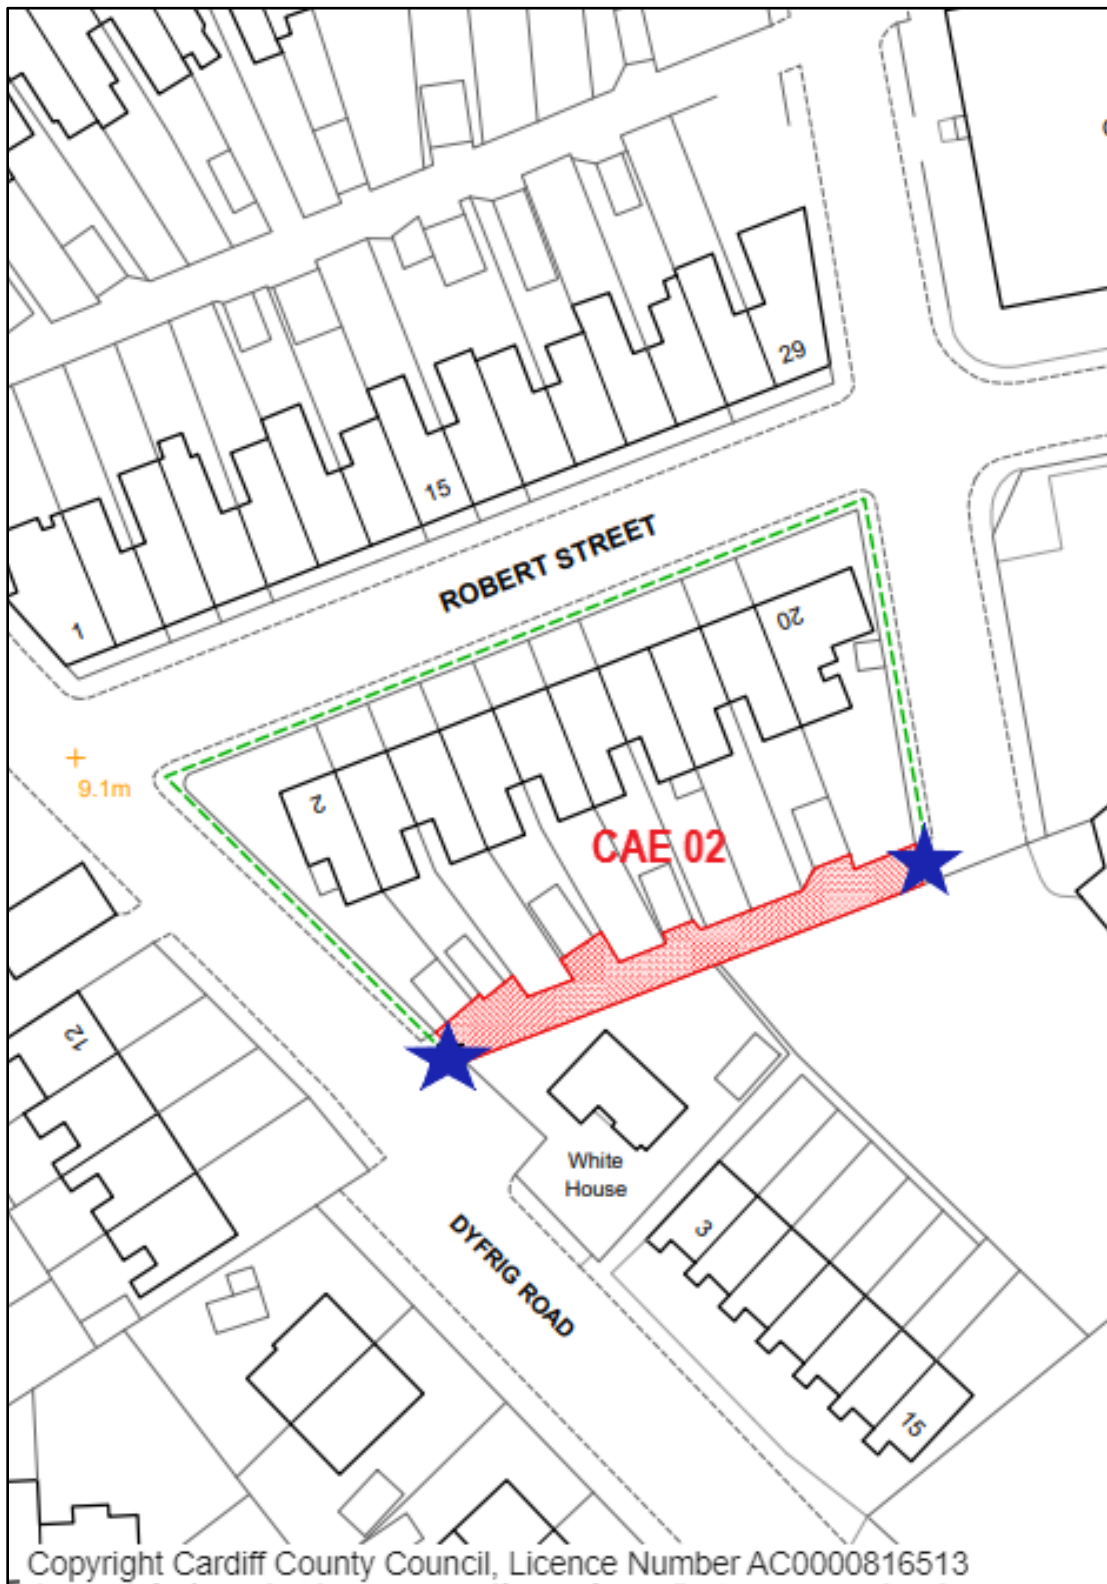 29
15
ROBERT STREET
1
20
2
9.1m
CAE 02
12
White
House
3
DYFRIG ROAD
15
Copyright Cardiff County Council, Licence Number AC0000816513